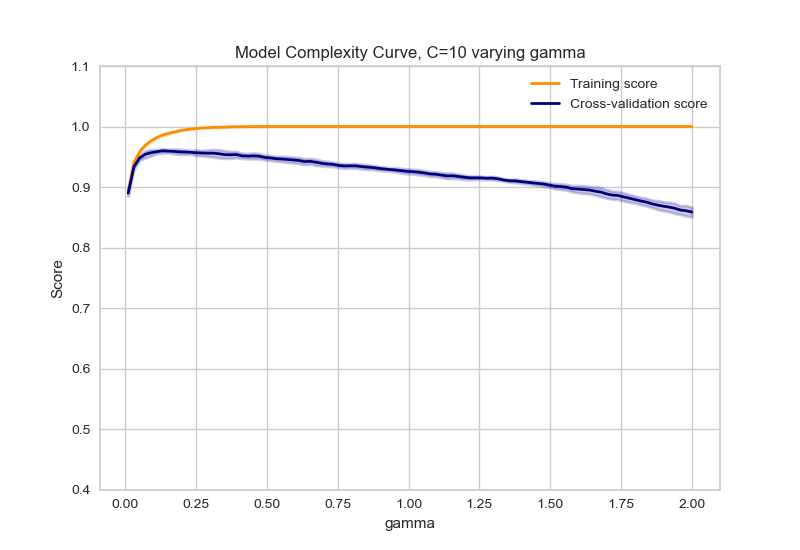 Model Complexity Curve, C=10 varying gamma
Training score
Cross-validation score
1.1
1.0
0.9
0.8
0.7
0.6
0.5
0.4
Score
0.00 0.25 0.50 0.75 1.00 1.25 1.50 1.75 2.00
gamma